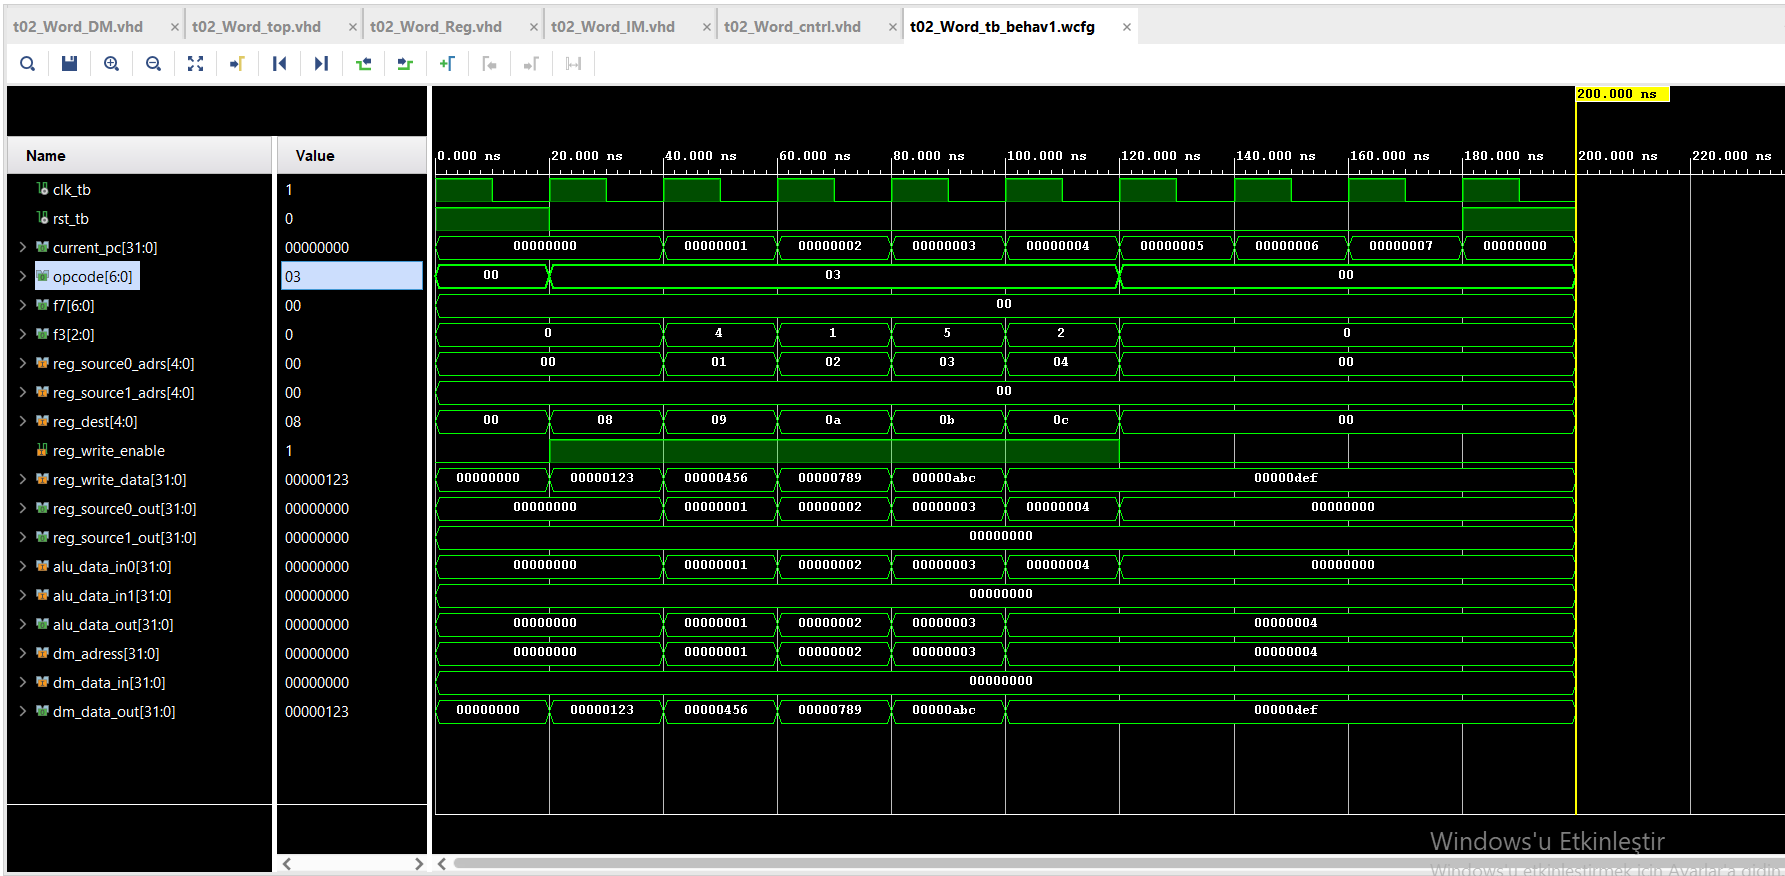 t02_Word_DM.vhd × t02_Word_top.vhd × t02_Word_Reg.vhd × t02_Word_IM.vhd × t02_Word_cntrl.vhd × t02_Word_tb_behav1.wcfg ×
200.000 ns
Name Value 0.000 ns 20.000 ns 40.000 ns 60.000 ns 80.000 ns 100.000 ns 120.000 ns 140.000 ns 160.000 ns 180.000 ns 200.000 ns 220.000 ns
clk_tb 1
rst_tb 0
current_pc[31:0] 00000000 00000000 00000001 00000002 00000003 00000004 00000005 00000006 00000007 00000000
opcode[6:0] 03 00 03 00
f7[6:0] 00 00
f3[2:0] 0 0 4 1 5 2 0
reg_source0_adrs[4:0] 00 00 01 02 03 04 00
reg_source1_adrs[4:0] 00 00
reg_dest[4:0] 08 00 08 09 0a 0b 0c 00
reg_write_enable 1
reg_write_data[31:0] 00000123 00000000 00000123 00000456 00000789 00000abc 00000def
reg_source0_out[31:0] 00000000 00000000 00000001 00000002 00000003 00000004 00000000
reg_source1_out[31:0] 00000000 00000000
alu_data_in0[31:0] 00000000 00000000 00000001 00000002 00000003 00000004 00000000
alu_data_in1[31:0] 00000000 00000000
alu_data_out[31:0] 00000000 00000000 00000001 00000002 00000003 00000004
dm_adress[31:0] 00000000 00000000 00000001 00000002 00000003 00000004
dm_data_in[31:0] 00000000 00000000
dm_data_out[31:0] 00000123 00000000 00000123 00000456 00000789 00000abc 00000def
Windows'u Etkinleştir
Windows'u etkinleştirmek için Ayarlar'a gidin